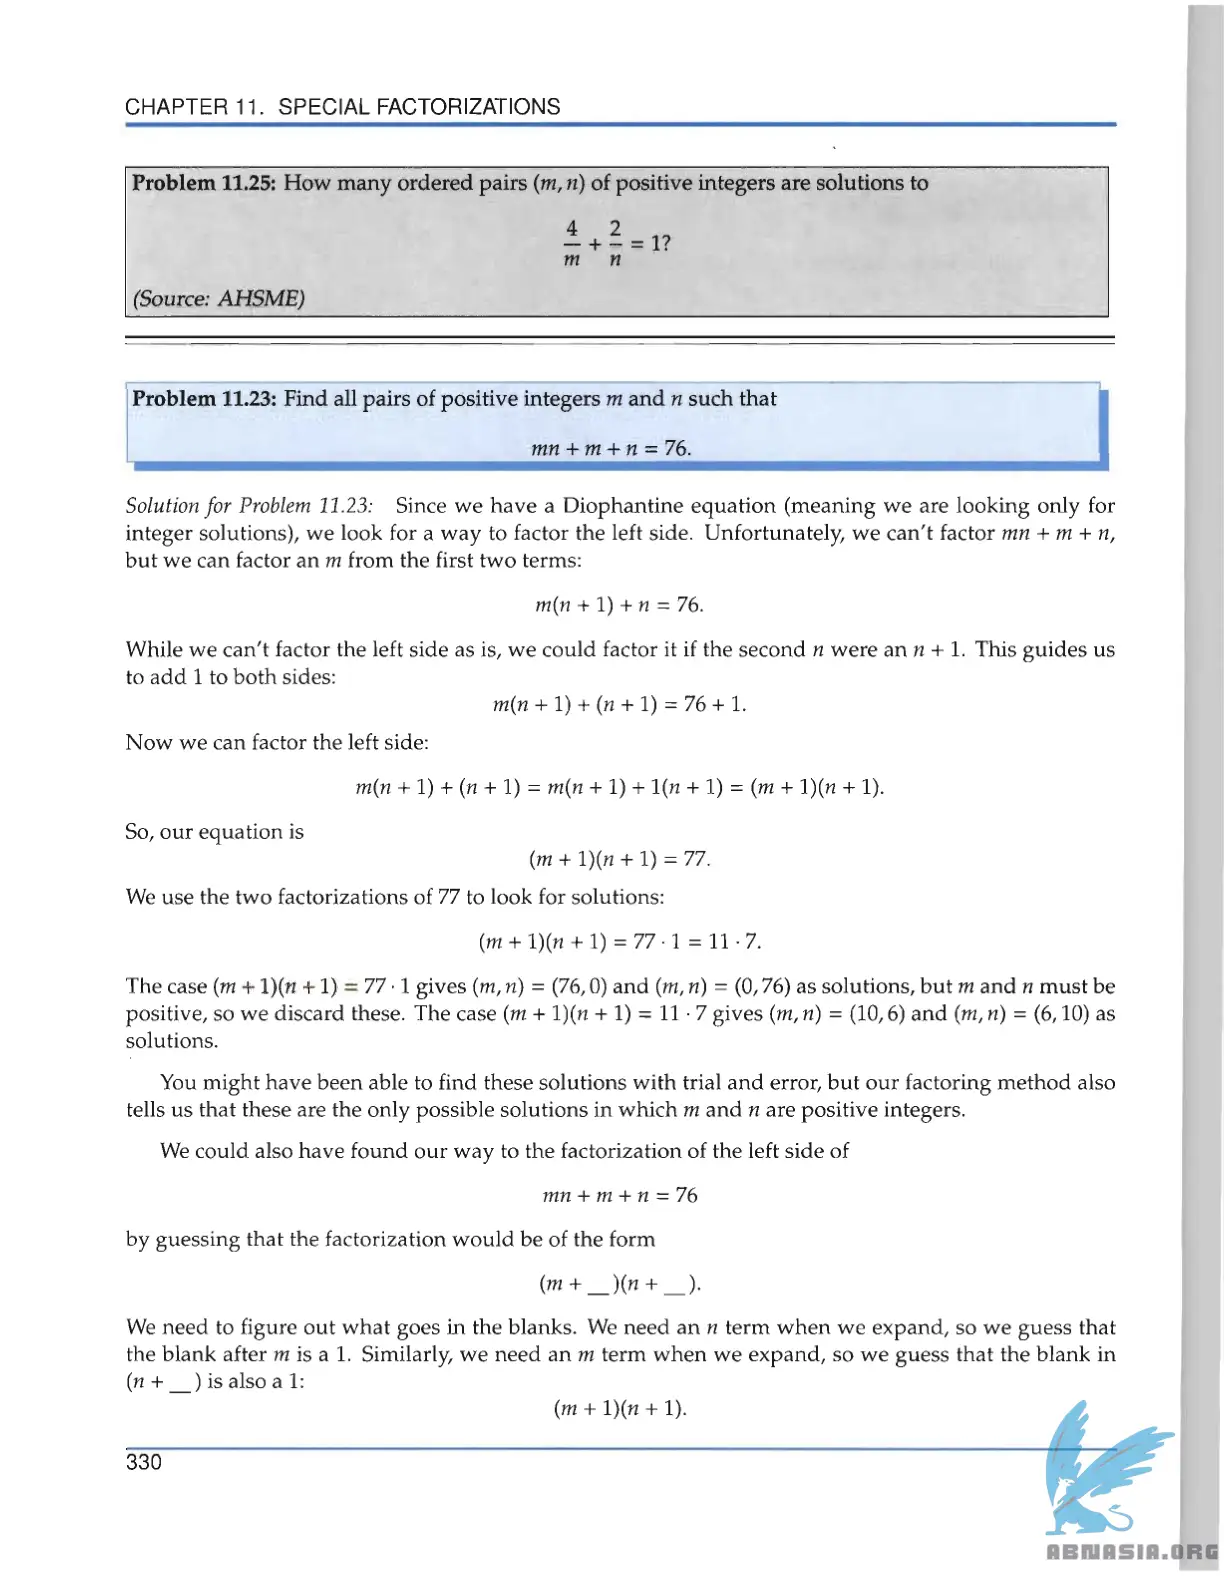 CHAPTER 11. SPECIAL FACTORIZATIONS
Problem 11.25: How many ordered pairs (m, n) of positive integers are solutions to
4/m + 2/n = 1?
(Source: AHSME)
Problem 11.23: Find all pairs of positive integers m and n such that
mn + m + n = 76.
Solution for Problem 11.23: Since we have a Diophantine equation (meaning we are looking only for
integer solutions), we look for a way to factor the left side. Unfortunately, we can't factor mn + m + n,
but we can factor an m from the first two terms:
m(n + 1) + n = 76.
While we can't factor the left side as is, we could factor it if the second n were an n + 1. This guides us
to add 1 to both sides:
m(n + 1) + (n + 1) = 76 + 1.
Now we can factor the left side:
m(n + 1) + (n + 1) = m(n + 1) + 1(n + 1) = (m + 1)(n + 1).
So, our equation is
(m + 1)(n + 1) = 77.
We use the two factorizations of 77 to look for solutions:
(m + 1)(n + 1) = 77 · 1 = 11 · 7.
The case (m + 1)(n + 1) = 77 · 1 gives (m, n) = (76, 0) and (m, n) = (0, 76) as solutions, but m and n must be
positive, so we discard these. The case (m + 1)(n + 1) = 11 · 7 gives (m, n) = (10, 6) and (m, n) = (6, 10) as
solutions.
You might have been able to find these solutions with trial and error, but our factoring method also
tells us that these are the only possible solutions in which m and n are positive integers.
We could also have found our way to the factorization of the left side of
mn + m + n = 76
by guessing that the factorization would be of the form
(m + __)(n + __).
We need to figure out what goes in the blanks. We need an n term when we expand, so we guess that
the blank after m is a 1. Similarly, we need an m term when we expand, so we guess that the blank in
(n + __) is also a 1:
(m + 1)(n + 1).
330
ABNASIA.ORG